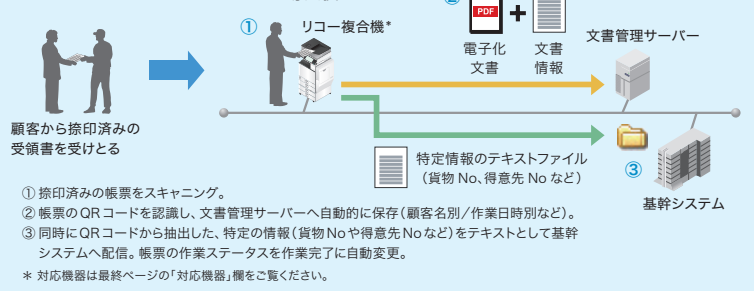 ①
リコー複合機*
②
PDF
電子化
文書
文書
情報
文書管理サーバー
顧客から捺印済みの
受領書を受けとる
特定情報のテキストファイル
（貨物 No、得意先 No など）
③
基幹システム
① 捺印済みの帳票をスキャニング。
② 帳票のQRコードを認識し、文書管理サーバーへ自動的に保存（顧客名別／作業日時別など）。
③ 同時にQRコードから抽出した、特定の情報（貨物Noや得意先Noなど）をテキストとして基幹
システムへ配信。帳票の作業ステータスを作業完了に自動変更。
＊ 対応機器は最終ページの「対応機器」欄をご覧ください。